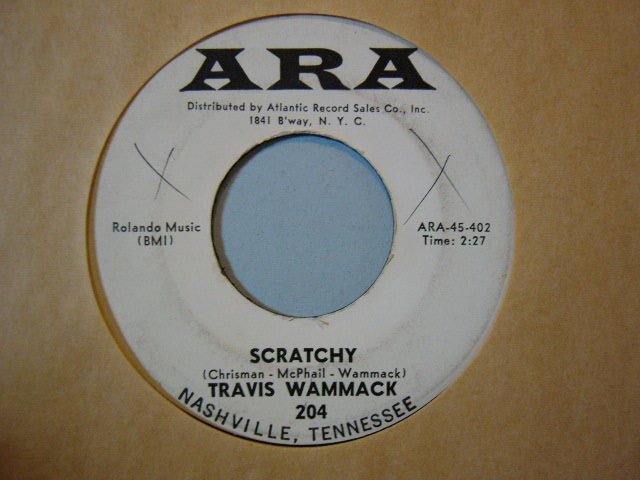 ARA
Distributed by Atlantic Record Sales Co., Inc.
1841 B'way, N. Y. C.
Rolando Music
(BMI)
ARA-45-402
Time: 2:27
SCRATCHY
(Chrisman - McPhail - Wammack)
TRAVIS WAMMACK
204
NASHVILLE, TENNESSEE